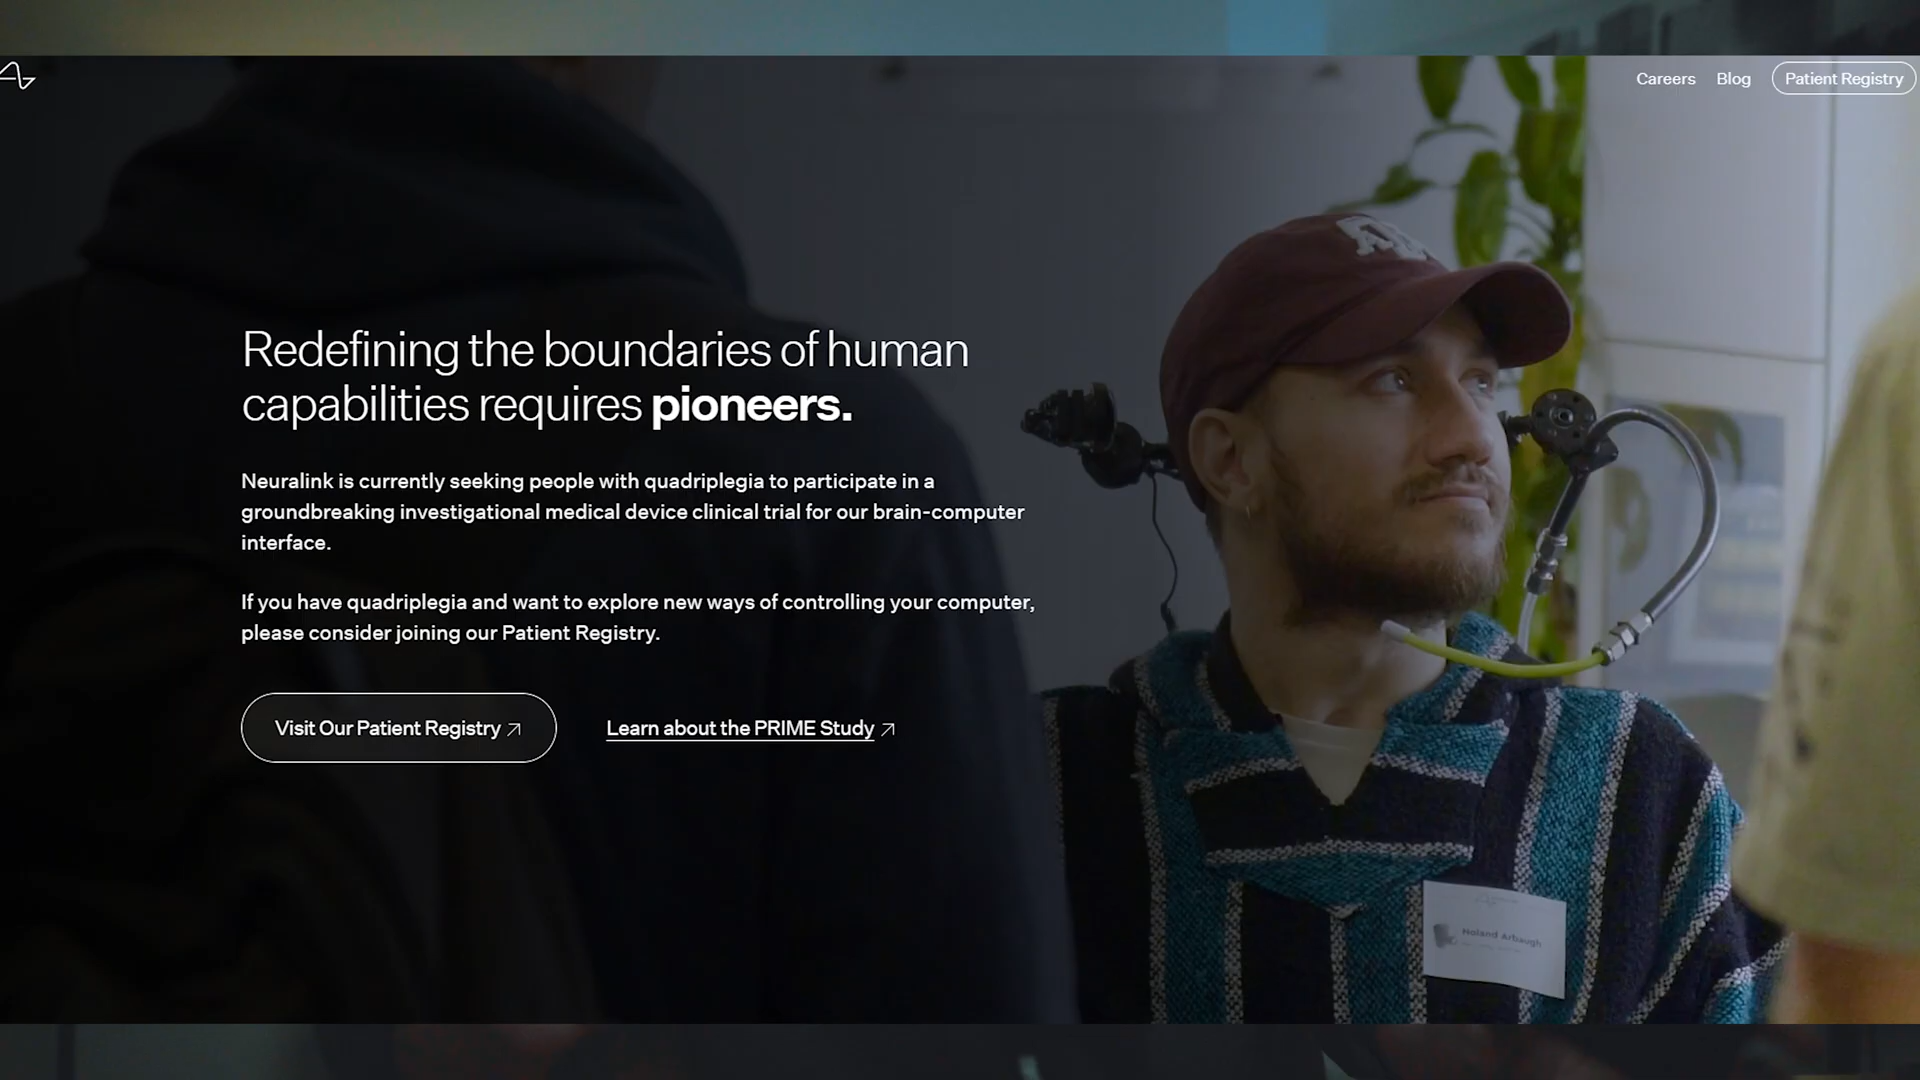 Careers Blog Patient Registry
Redefining the boundaries of human
capabilities requires pioneers.
Neuralink is currently seeking people with quadriplegia to participate in a
groundbreaking investigational medical device clinical trial for our brain-computer
interface.
If you have quadriplegia and want to explore new ways of controlling your computer,
please consider joining our Patient Registry.
Visit Our Patient Registry ↗ Learn about the PRIME Study ↗
Noland Arbaugh